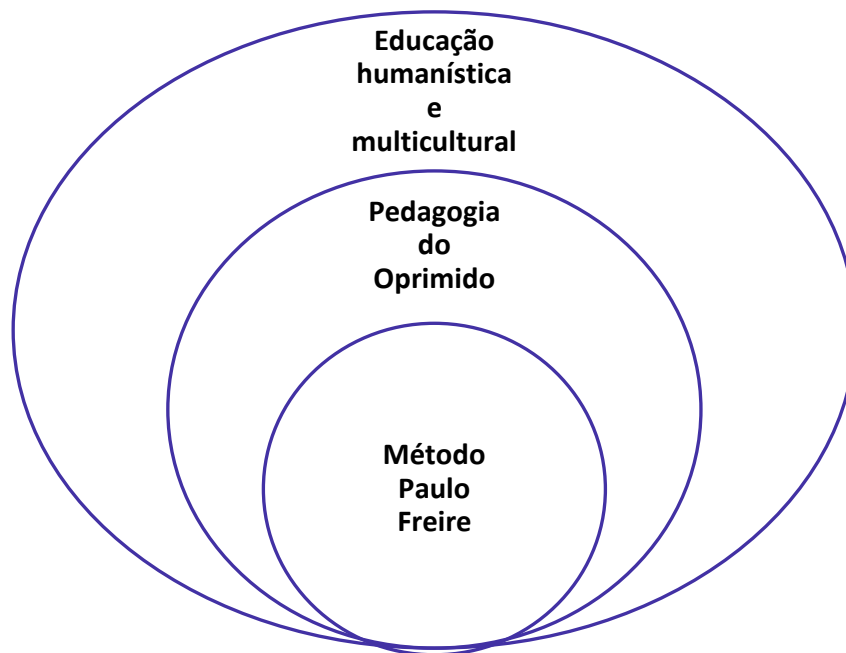 Educação
humanística
e
multicultural
Pedagogia
do
Oprimido
Método
Paulo
Freire